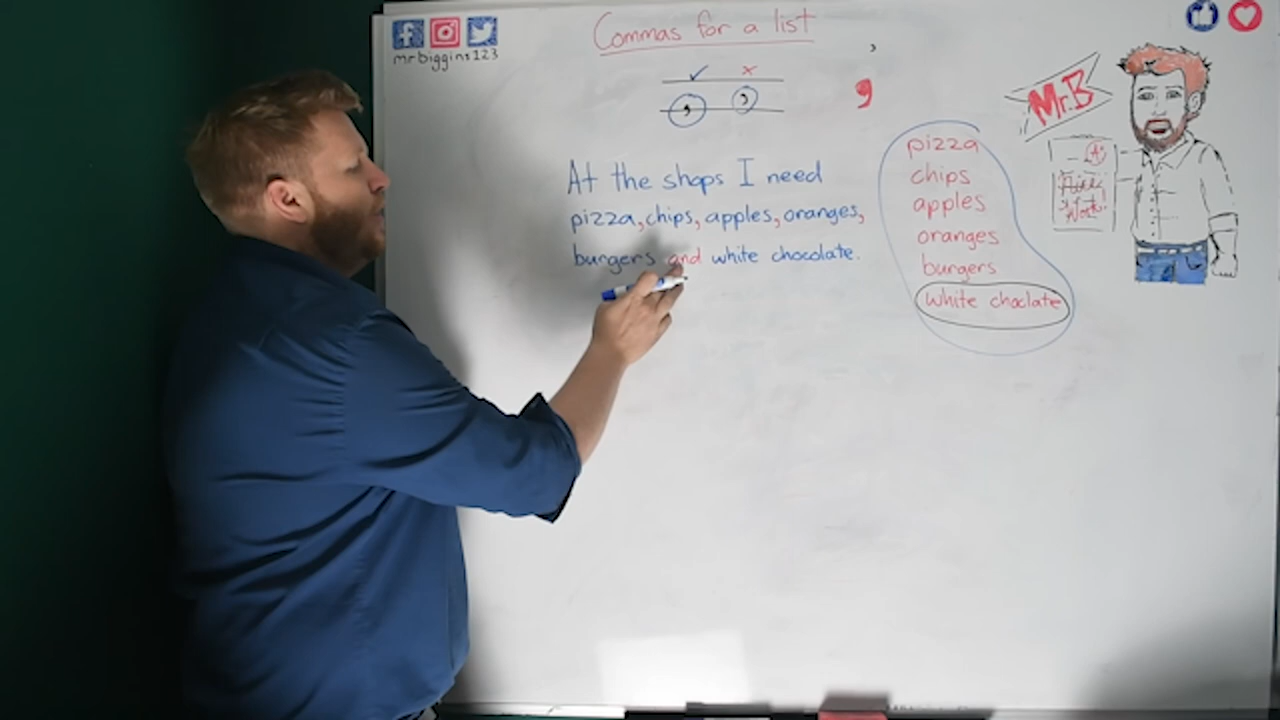 Commas for a list
mrbiggins123
Mr.B
At the shops I need
pizza, chips, apples, oranges,
burgers and white chocolate.
pizza
chips
apples
oranges
burgers
white choclate
A+